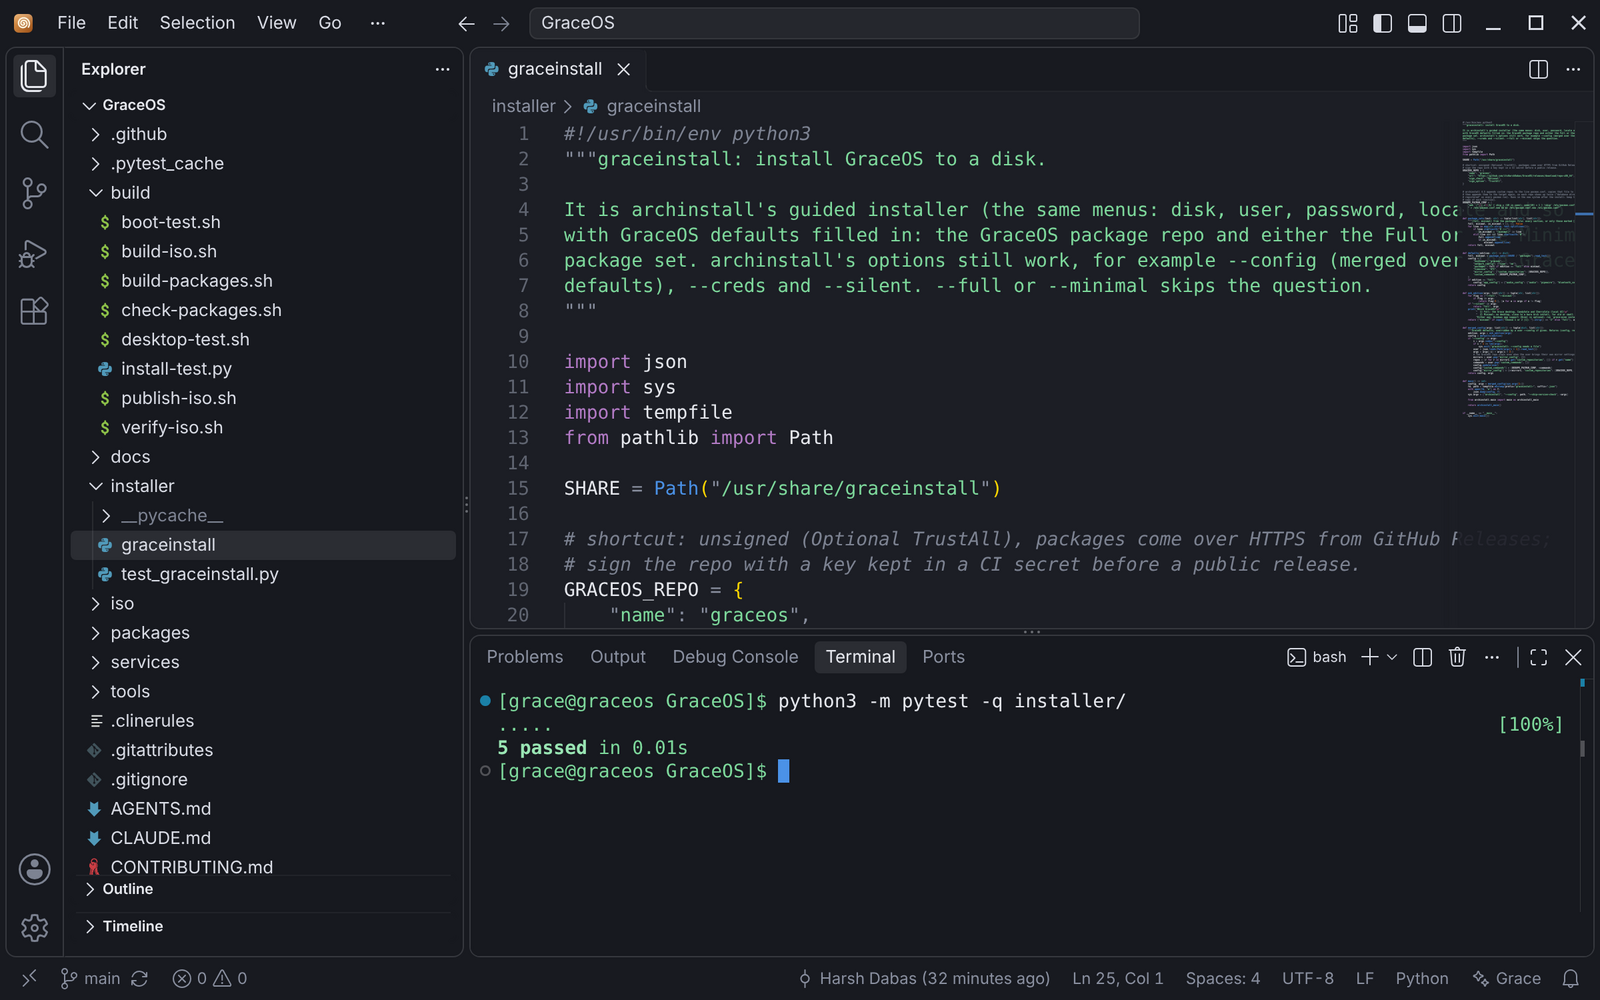 File Edit Selection View Go ···
GraceOS
Explorer
GraceOS
.github
.pytest_cache
build
boot-test.sh
build-iso.sh
build-packages.sh
check-packages.sh
desktop-test.sh
install-test.py
publish-iso.sh
verify-iso.sh
docs
installer
__pycache__
graceinstall
test_graceinstall.py
iso
packages
services
tools
.clinerules
.gitattributes
.gitignore
AGENTS.md
CLAUDE.md
CONTRIBUTING.md
Outline
Timeline
graceinstall
installer > graceinstall
1 #!/usr/bin/env python3
2 """graceinstall: install GraceOS to a disk.
3
4 It is archinstall's guided installer (the same menus: disk, user, password, locale and so
5 with GraceOS defaults filled in: the GraceOS package repo and either the Full or Minim
6 package set. archinstall's options still work, for example --config (merged over Grace
7 defaults), --creds and --silent. --full or --minimal skips the question.
8 """
9
10 import json
11 import sys
12 import tempfile
13 from pathlib import Path
14
15 SHARE = Path("/usr/share/graceinstall")
16
17 # shortcut: unsigned (Optional TrustAll), packages come over HTTPS from GitHub Releases;
18 # sign the repo with a key kept in a CI secret before a public release.
19 GRACEOS_REPO = {
20 "name": "graceos",
Problems Output Debug Console Terminal Ports
bash
[grace@graceos GraceOS]$ python3 -m pytest -q installer/
..... [100%]
5 passed in 0.01s
[grace@graceos GraceOS]$
main 0 0 Harsh Dabas (32 minutes ago) Ln 25, Col 1 Spaces: 4 UTF-8 LF Python Grace